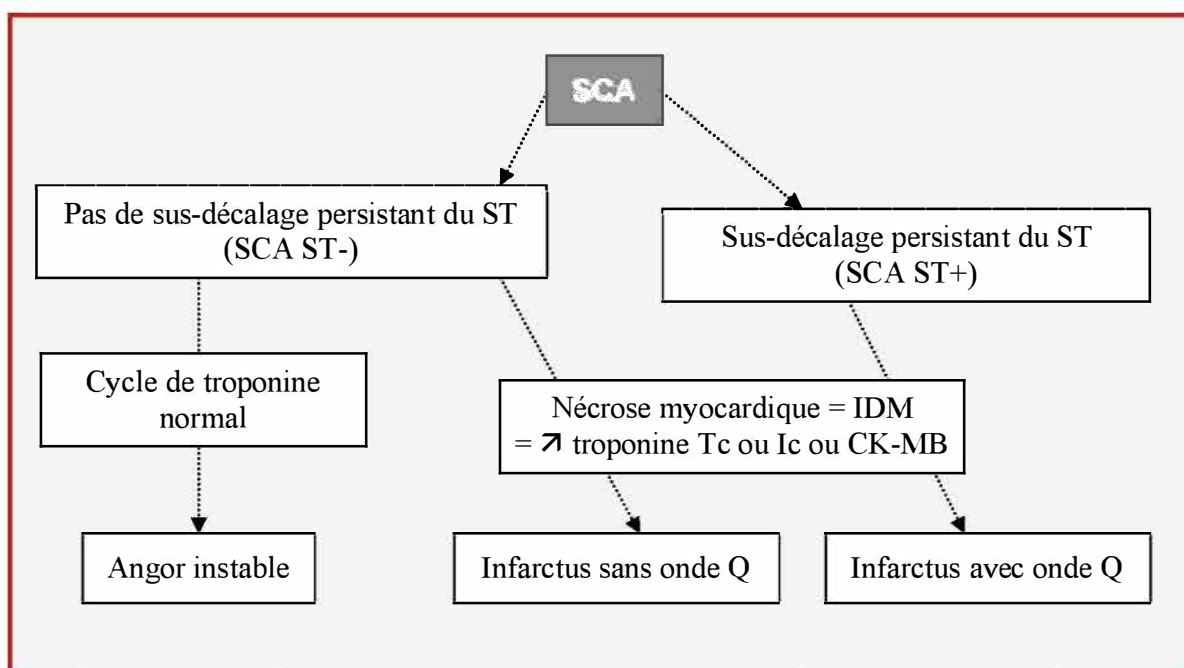 SCA
Pas de sus-décalage persistant du ST
(SCA ST-)
Sus-décalage persistant du ST
(SCA ST+)
Cycle de troponine
normal
Nécrose myocardique = IDM
= ↗ troponine Tc ou Ic ou CK-MB
Angor instable
Infarctus sans onde Q
Infarctus avec onde Q